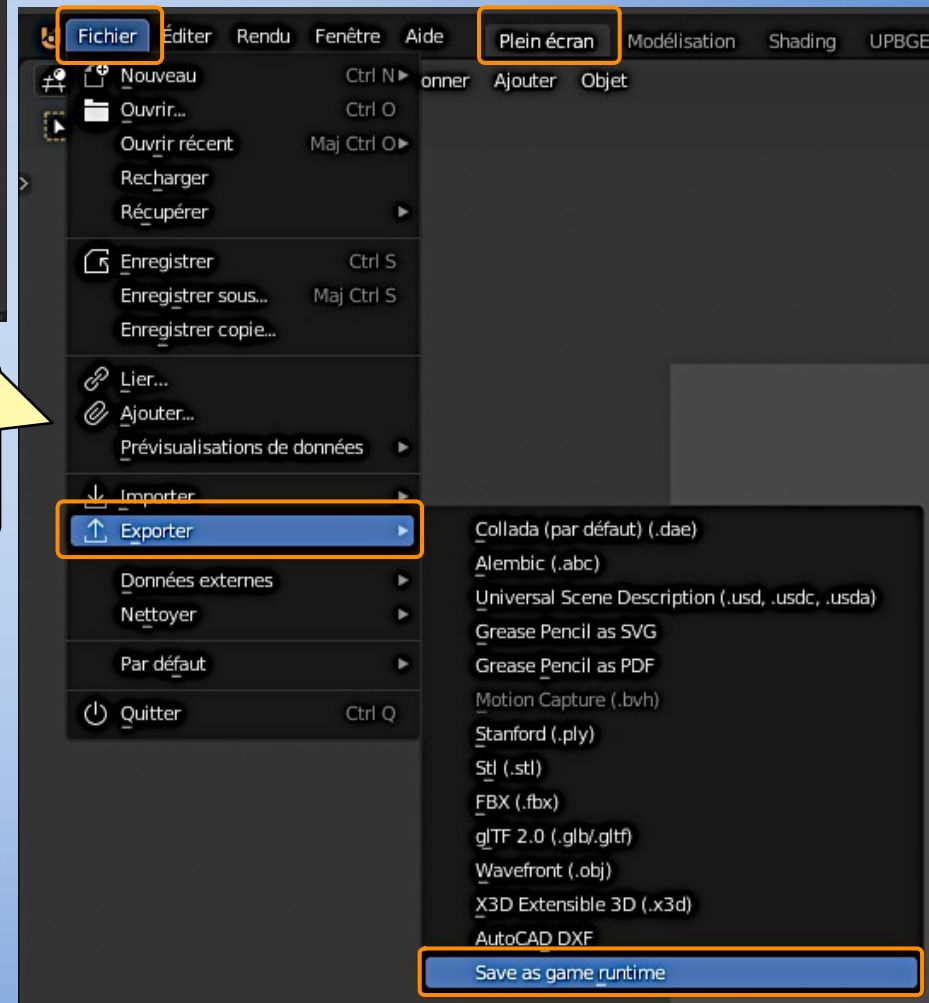 Fichier Éditer Rendu Fenêtre Aide Plein écran Modélisation Shading UPBGE
Nouveau Ctrl N
onner Ajouter Objet
Ouvrir... Ctrl O
Ouvrir récent Maj Ctrl O
Recharger
Récupérer
Enregistrer Ctrl S
Enregistrer sous... Maj Ctrl S
Enregistrer copie...
Lier...
Ajouter...
Prévisualisations de données
Importer
Exporter
Données externes
Nettoyer
Par défaut
Quitter Ctrl Q
Collada (par défaut) (.dae)
Alembic (.abc)
Universal Scene Description (.usd, .usdc, .usda)
Grease Pencil as SVG
Grease Pencil as PDF
Motion Capture (.bvh)
Stanford (.ply)
Stl (.stl)
FBX (.fbx)
glTF 2.0 (.glb/.gltf)
Wavefront (.obj)
X3D Extensible 3D (.x3d)
AutoCAD DXF
Save as game runtime